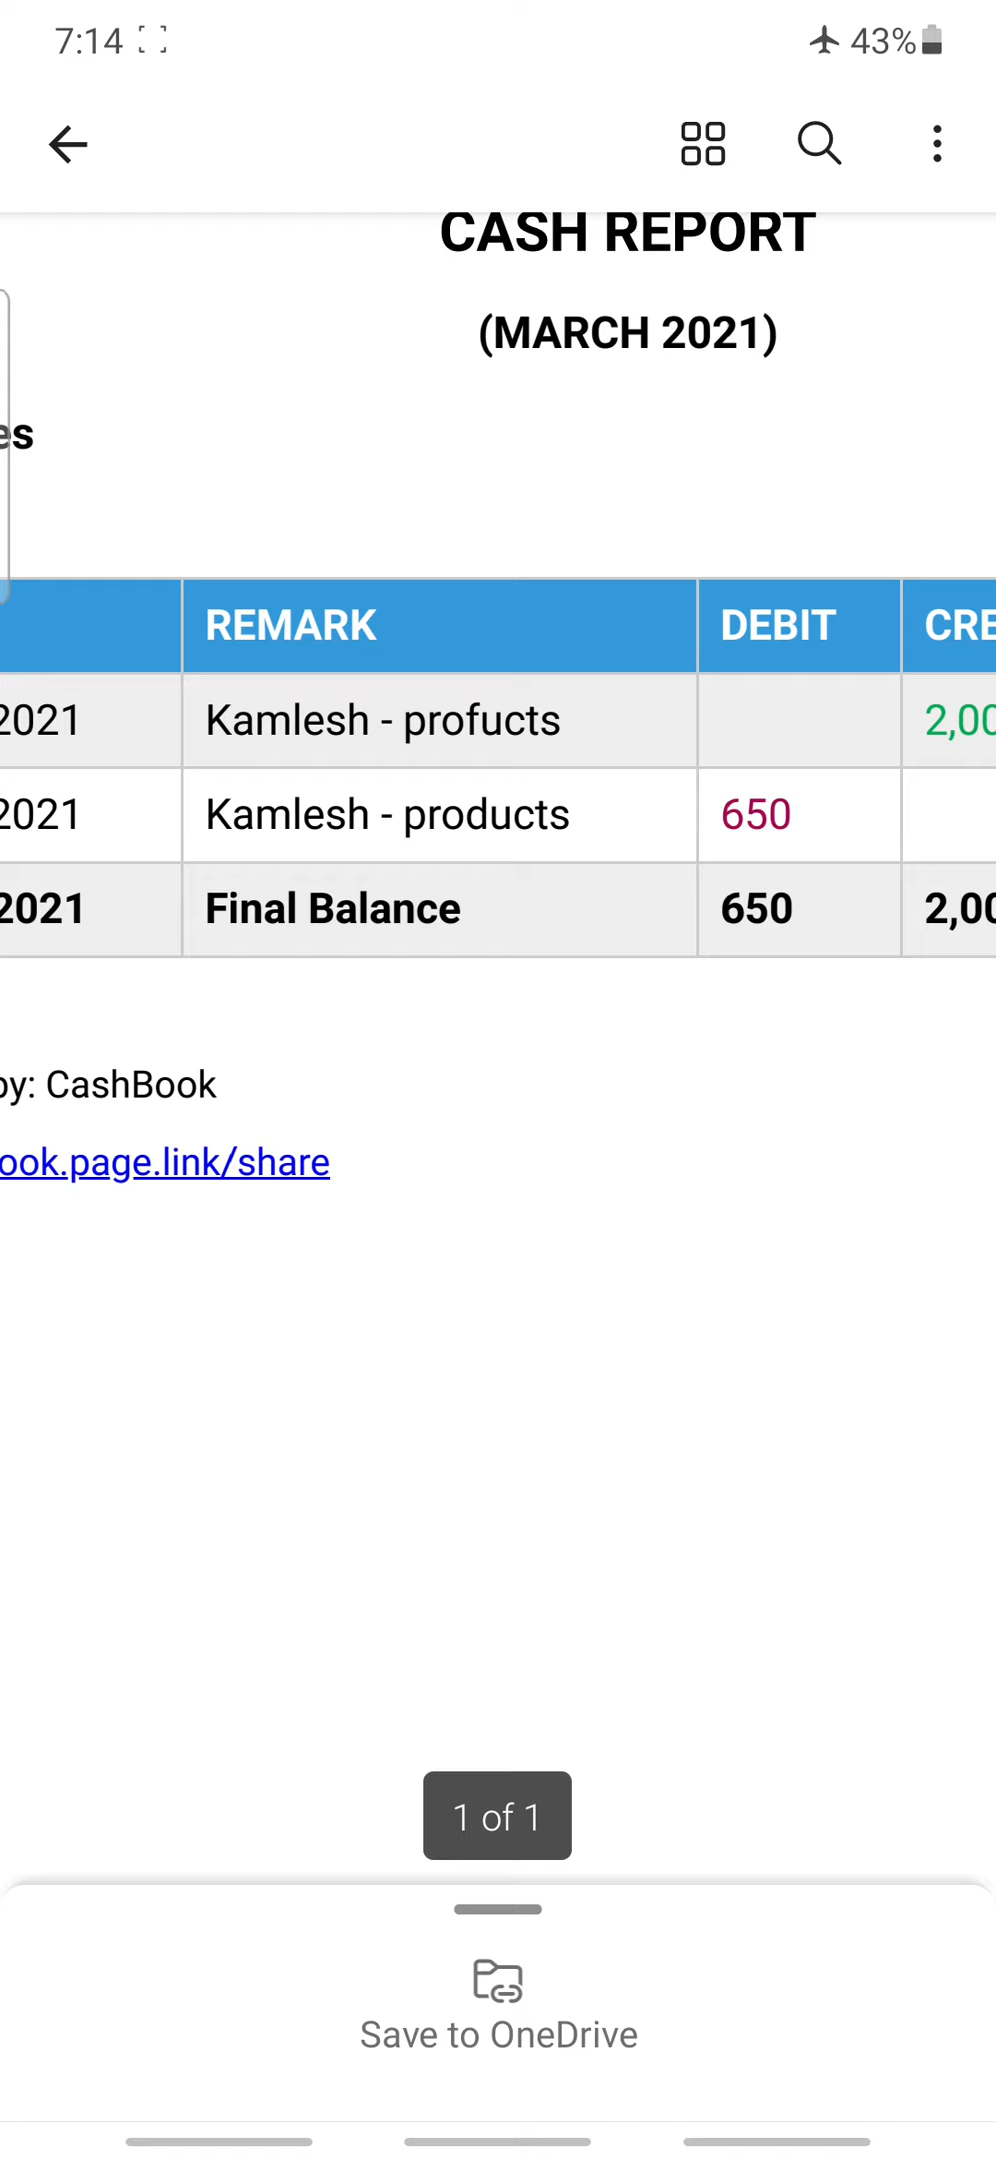 7:14 43%
CASH REPORT
(MARCH 2021)
es
REMARK DEBIT CRE
2021 Kamlesh - profucts 2,00
2021 Kamlesh - products 650
2021 Final Balance 650 2,00
by: CashBook
ook.page.link/share
1 of 1
Save to OneDrive